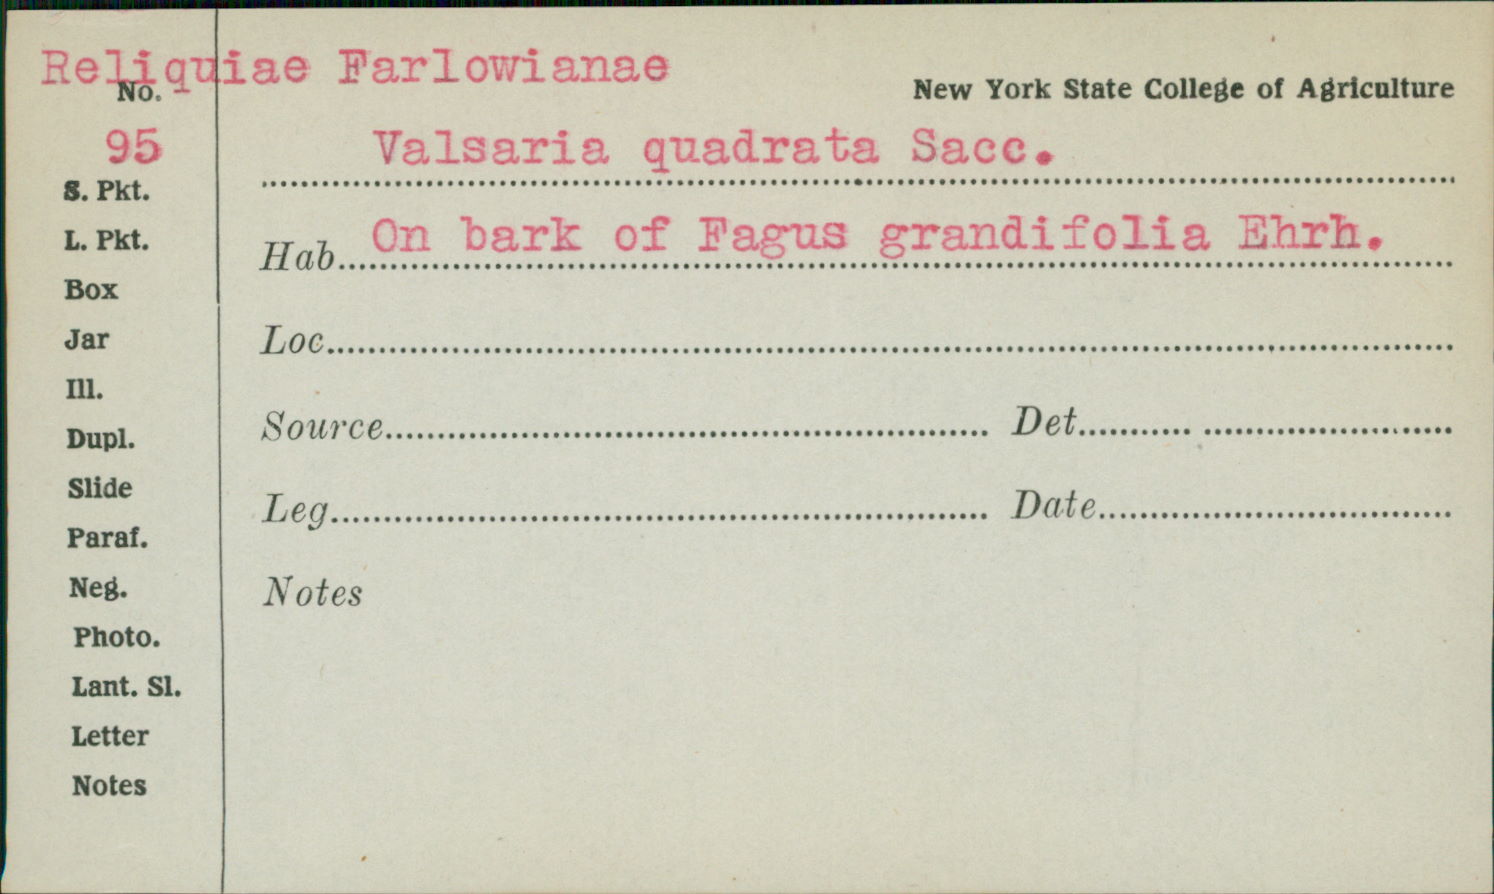 Reliquiae Farlowianae
No.
New York State College of Agriculture
95
Valsaria quadrata Sacc.
S. Pkt.
L. Pkt.
Hab. On bark of Fagus grandifolia Ehrh.
Box
Jar
Loc.
Ill.
Dupl.
Source
Det.
Slide
Leg.
Date
Paraf.
Neg.
Notes
Photo.
Lant. Sl.
Letter
Notes